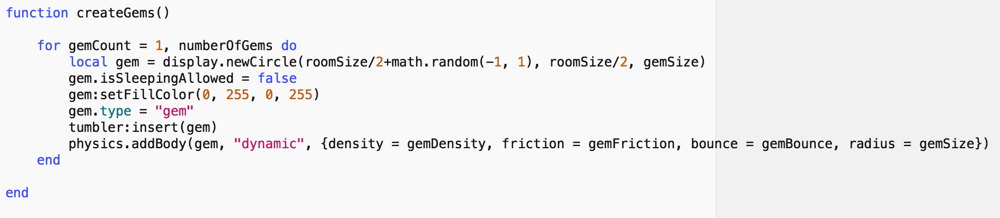 function createGems()
for gemCount = 1, numberOfGems do
local gem = display.newCircle(roomSize/2+math.random(-1, 1), roomSize/2, gemSize)
gem.isSleepingAllowed = false
gem:setFillColor(0, 255, 0, 255)
gem.type = "gem"
tumbler:insert(gem)
physics.addBody(gem, "dynamic", {density = gemDensity, friction = gemFriction, bounce = gemBounce, radius = gemSize})
end
end